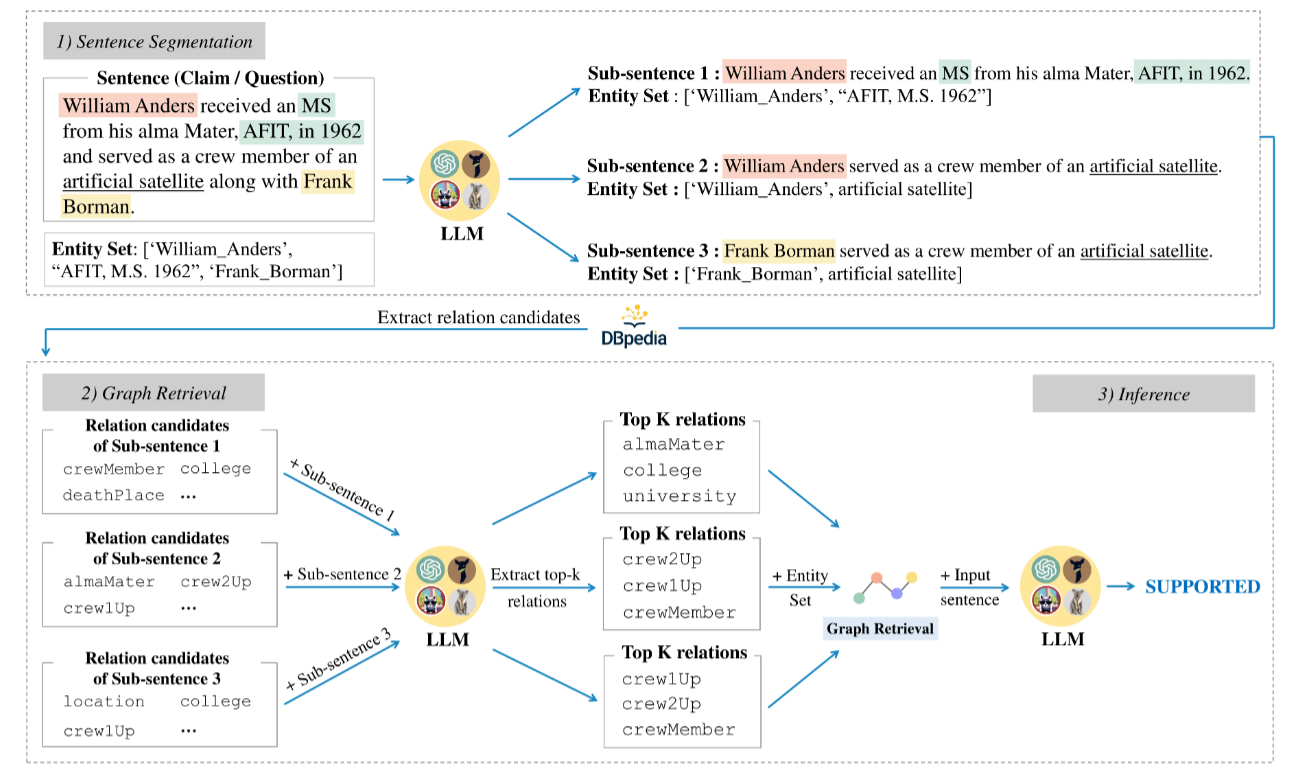 1) Sentence Segmentation
Sentence (Claim / Question)
William Anders received an MS
from his alma Mater, AFIT, in 1962
and served as a crew member of an
artificial satellite along with Frank
Borman.
Entity Set: [‘William_Anders’,
“AFIT, M.S. 1962”, ‘Frank_Borman’]
LLM
Sub-sentence 1 : William Anders received an MS from his alma Mater, AFIT, in 1962.
Entity Set : [‘William_Anders’, “AFIT, M.S. 1962”]
Sub-sentence 2 : William Anders served as a crew member of an artificial satellite.
Entity Set : [‘William_Anders’, artificial satellite]
Sub-sentence 3 : Frank Borman served as a crew member of an artificial satellite.
Entity Set : [‘Frank_Borman’, artificial satellite]
Extract relation candidates
DBpedia
2) Graph Retrieval
3) Inference
Relation candidates
of Sub-sentence 1
crewMember college
deathPlace ...
Relation candidates
of Sub-sentence 2
almaMater crew2Up
crew1Up ...
Relation candidates
of Sub-sentence 3
location college
crew1Up ...
+ Sub-sentence 1
+ Sub-sentence 2
+ Sub-sentence 3
LLM
Extract top-k
relations
Top K relations
almaMater
college
university
Top K relations
crew2Up
crew1Up
crewMember
Top K relations
crew1Up
crew2Up
crewMember
+ Entity
Set
Graph Retrieval
+ Input
sentence
LLM
SUPPORTED